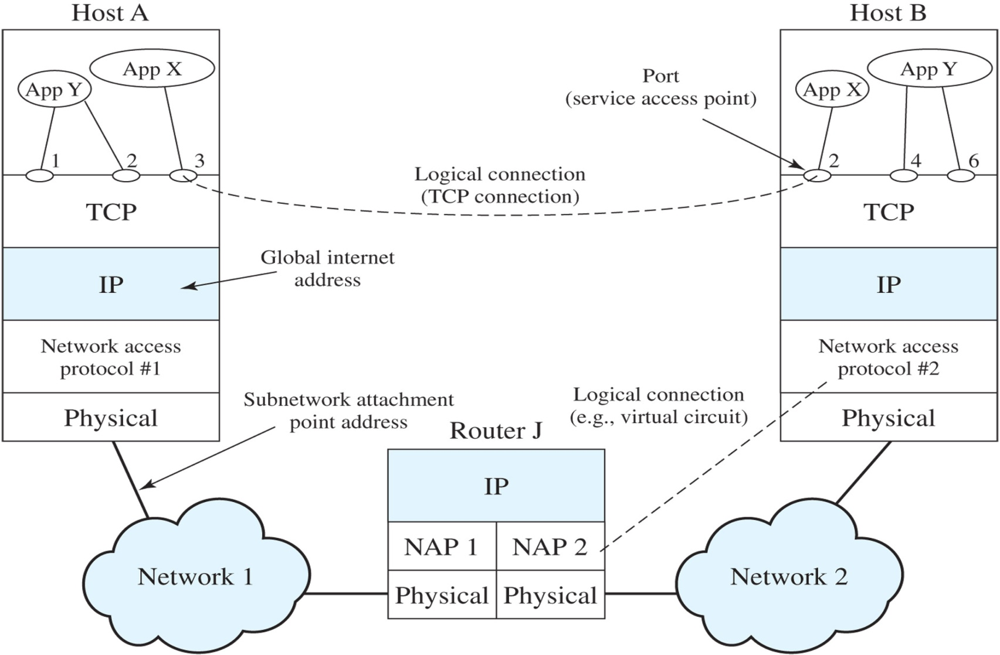 Host A
Host B
App Y
App X
1
2
3
TCP
IP
Network access
protocol #1
Physical
Port
(service access point)
Logical connection
(TCP connection)
Global internet
address
Subnetwork attachment
point address
App X
App Y
2
4
6
TCP
IP
Network access
protocol #2
Physical
Logical connection
(e.g., virtual circuit)
Router J
IP
NAP 1
NAP 2
Physical
Physical
Network 1
Network 2